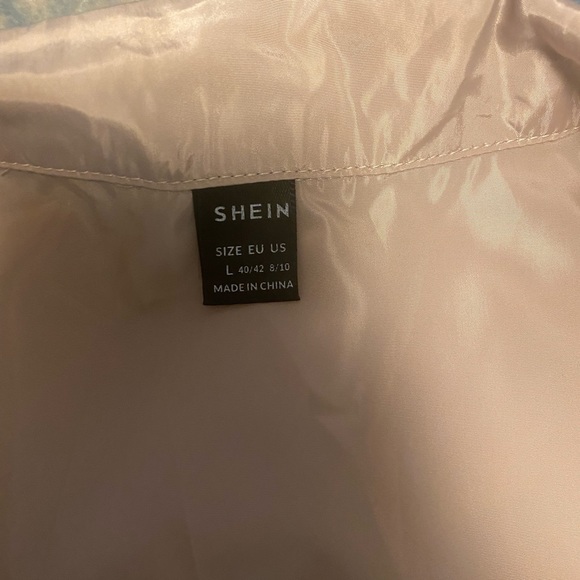 SHEIN
SIZE EU US
L 40/42 8/10
MADE IN CHINA